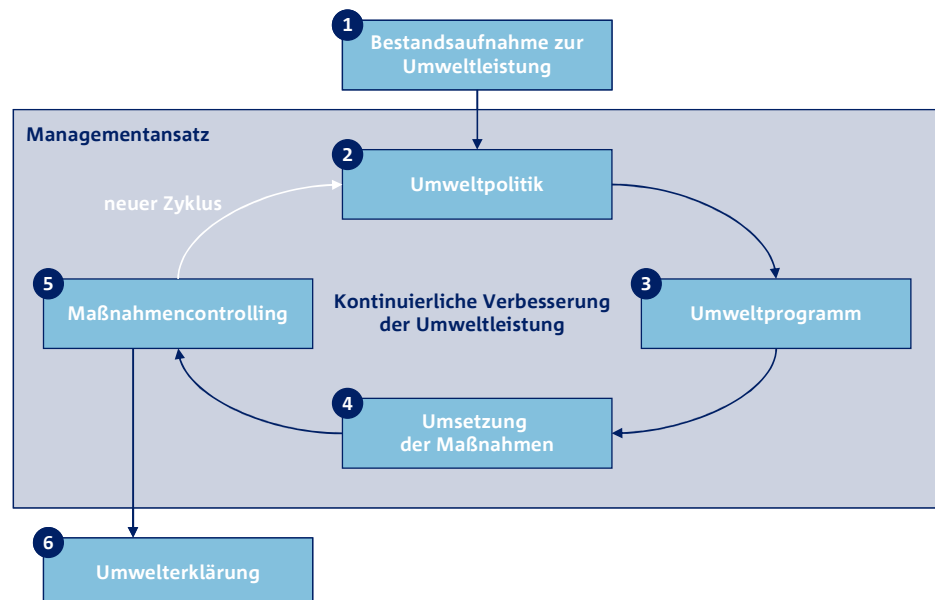 1
Bestandsaufnahme zur
Umweltleistung
Managementansatz
2
Umweltpolitik
neuer Zyklus
5
Maßnahmencontrolling
Kontinuierliche Verbesserung
der Umweltleistung
3
Umweltprogramm
4
Umsetzung
der Maßnahmen
6
Umwelterklärung